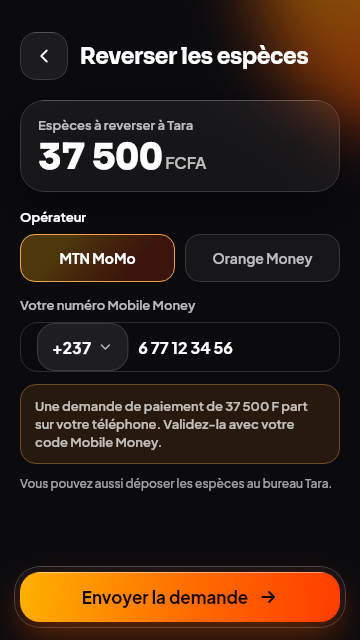 Reverser les espèces
Espèces à reverser à Tara
37 500 FCFA
Opérateur
MTN MoMo
Orange Money
Votre numéro Mobile Money
+237
6 77 12 34 56
Une demande de paiement de 37 500 F part
sur votre téléphone. Validez-la avec votre
code Mobile Money.
Vous pouvez aussi déposer les espèces au bureau Tara.
Envoyer la demande →